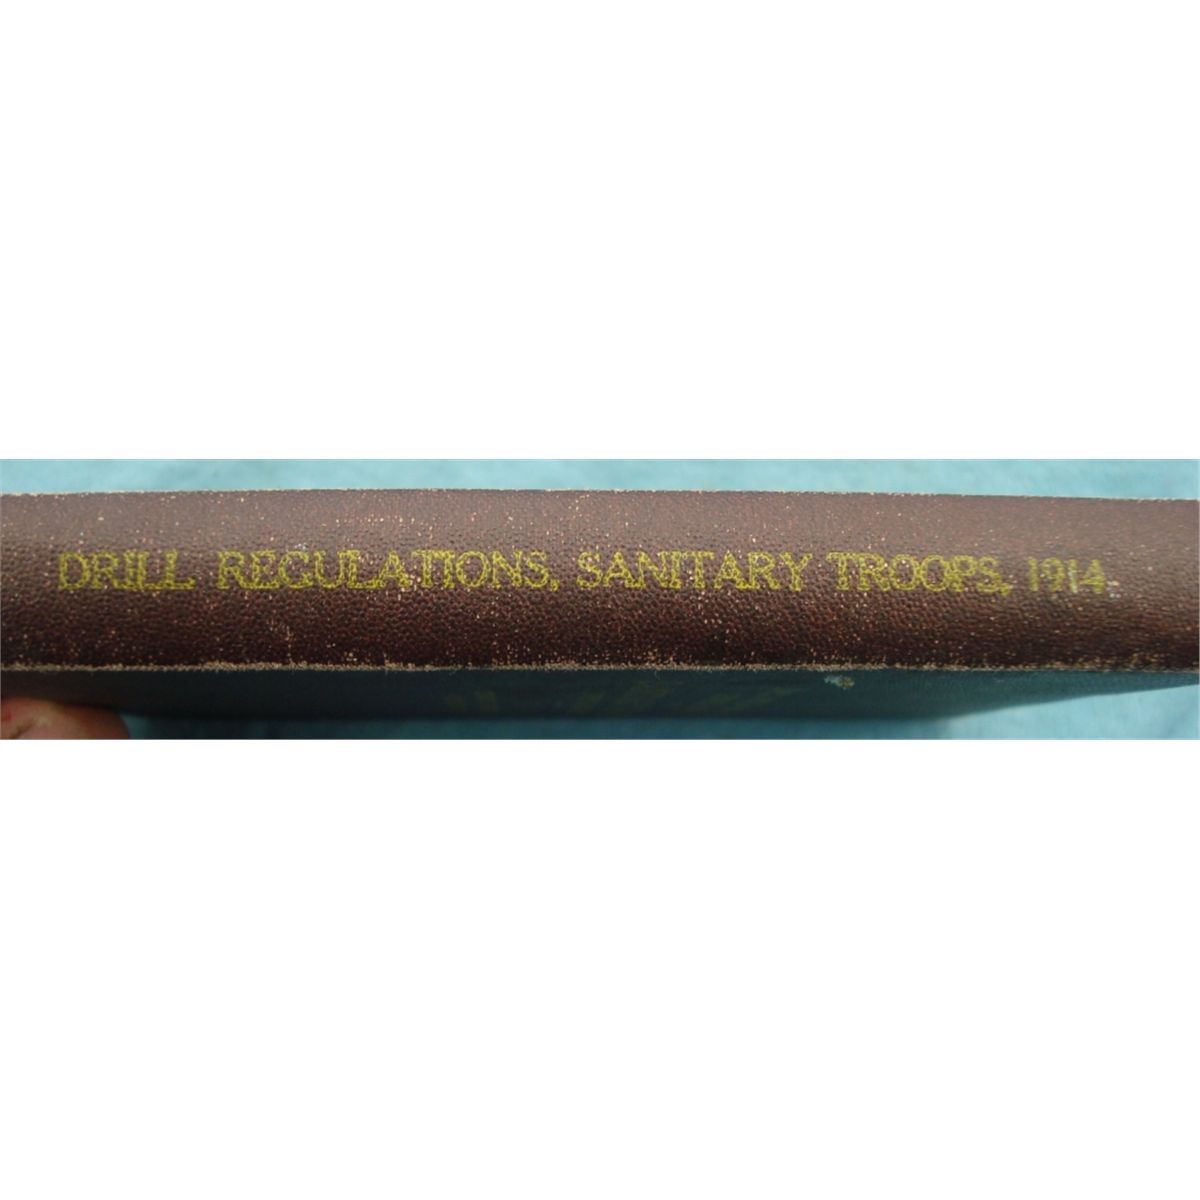 DRILL REGULATIONS, SANITARY TROOPS, 1914.